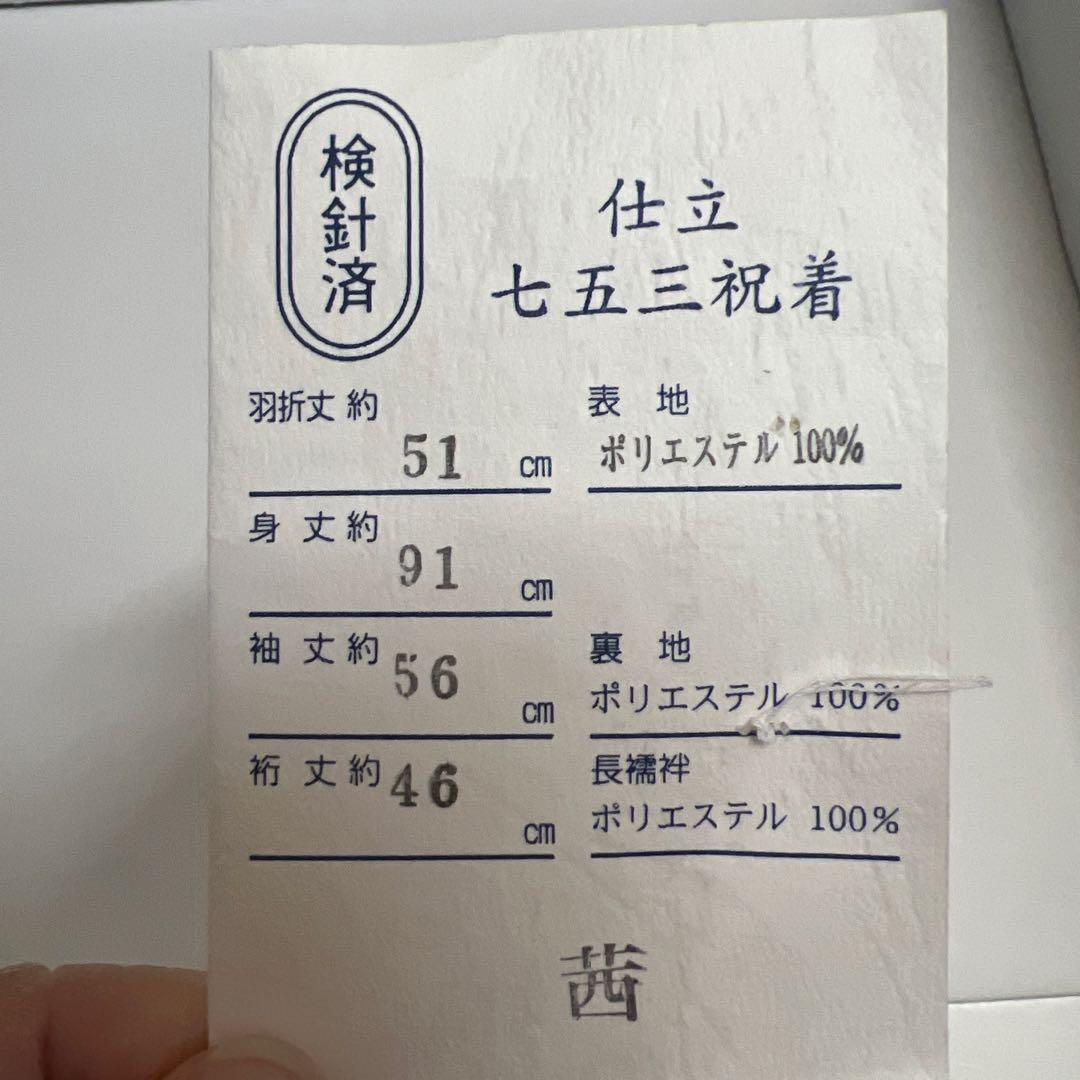 検針済
仕立
七五三祝着
羽折丈約
51 cm
身丈約
91 cm
袖丈約
56 cm
裄丈約
46 cm
表地
ポリエステル 100%
裏地
ポリエステル 100%
長襦袢
ポリエステル 100%
茜